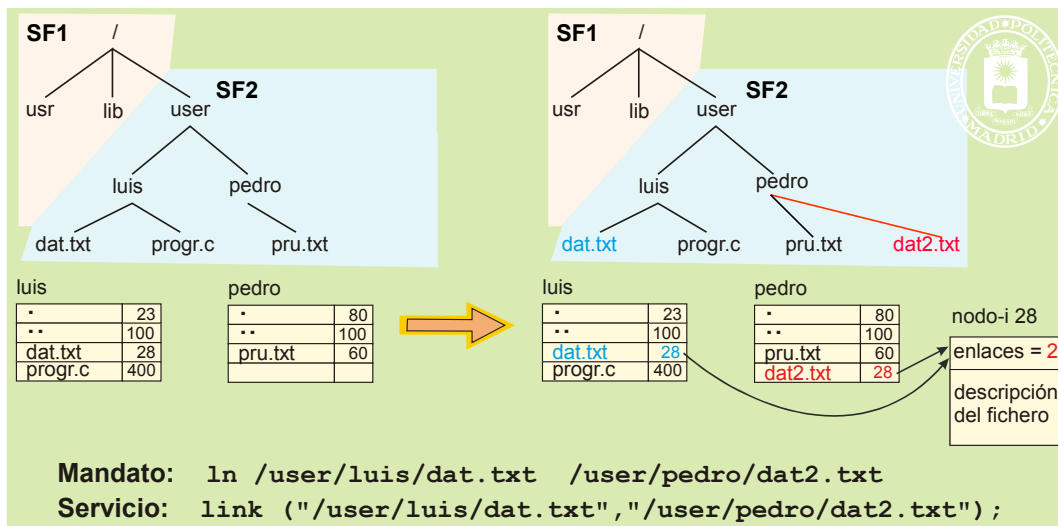 SF1 /
SF2
usr lib user
luis pedro
dat.txt progr.c pru.txt
SF1 /
SF2
usr lib user
luis pedro
dat.txt progr.c pru.txt dat2.txt
UNIVERSIDAD POLITÉCNICA
MADRID
luis
. 23
.. 100
dat.txt 28
progr.c 400
pedro
. 80
.. 100
pru.txt 60
luis
. 23
.. 100
dat.txt 28
progr.c 400
pedro
. 80
.. 100
pru.txt 60
dat2.txt 28
nodo-i 28
enlaces = 2
descripción
del fichero
Mandato: ln /user/luis/dat.txt /user/pedro/dat2.txt
Servicio: link ("/user/luis/dat.txt","/user/pedro/dat2.txt");